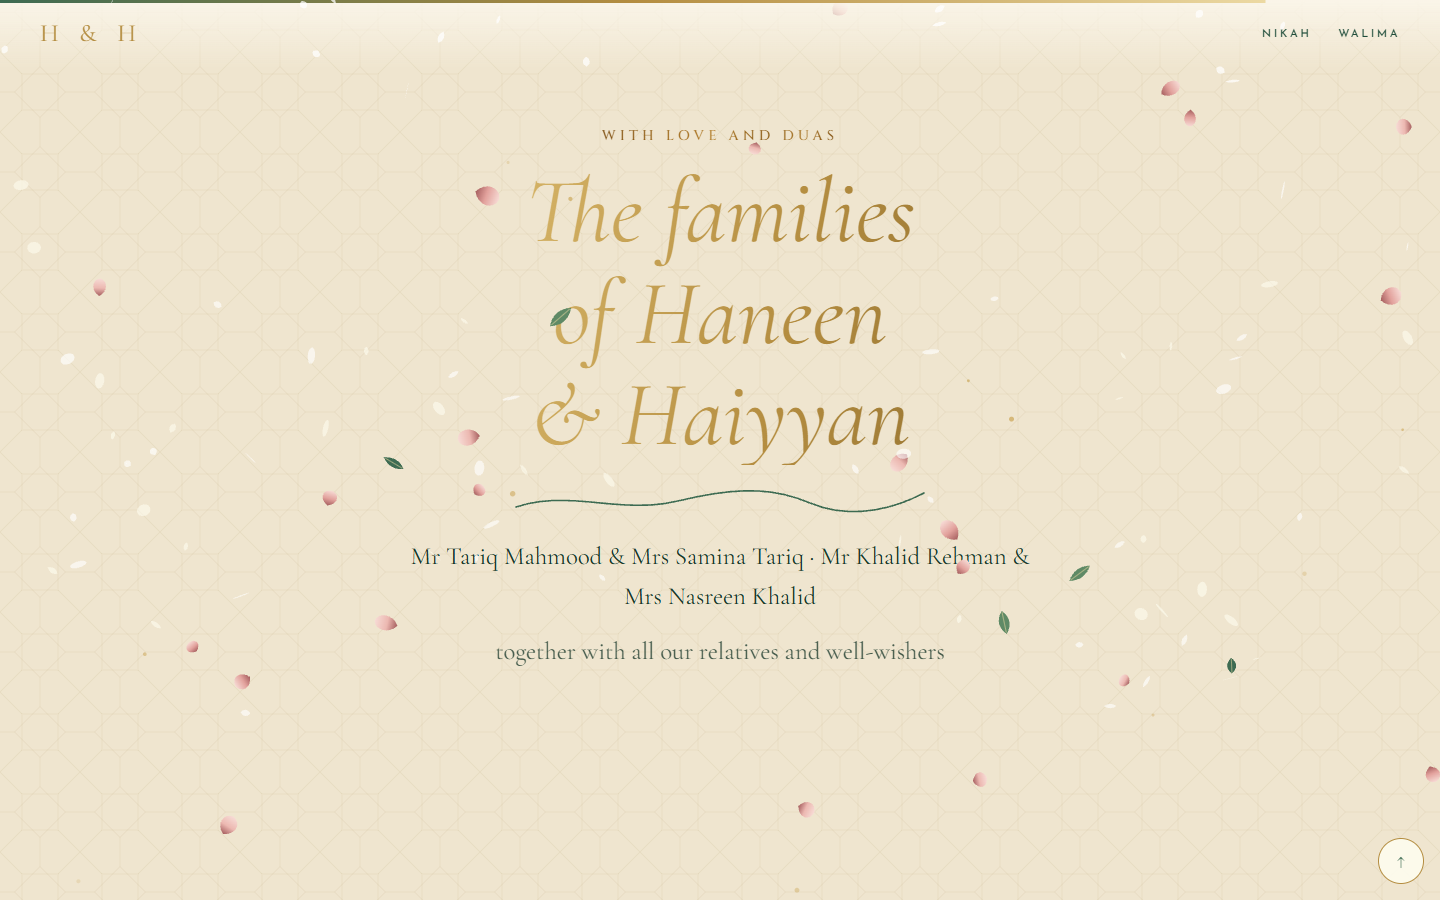 H & H
NIKAH
WALIMA
WITH LOVE AND DUAS
The families
of Haneen
& Haiyyan
Mr Tariq Mahmood & Mrs Samina Tariq · Mr Khalid Rehman &
Mrs Nasreen Khalid
together with all our relatives and well-wishers
↑